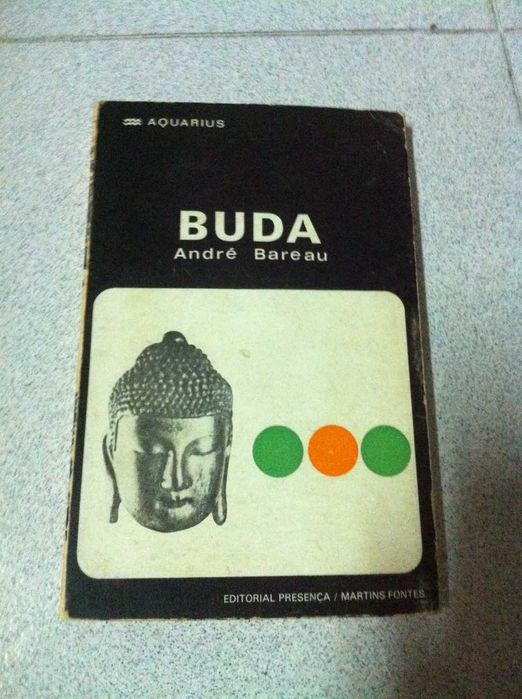 AQUARIUS
BUDA
André Bareau
EDITORIAL PRESENÇA / MARTINS FONTES